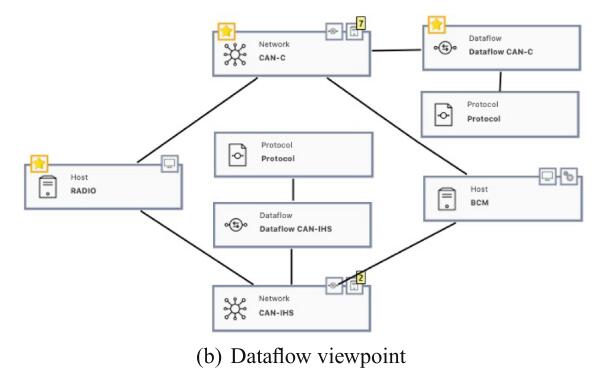 7
Network
CAN-C
Dataflow
Dataflow CAN-C
Protocol
Protocol
Protocol
Protocol
Host
RADIO
Host
BCM
Dataflow
Dataflow CAN-IHS
2
Network
CAN-IHS
(b) Dataflow viewpoint